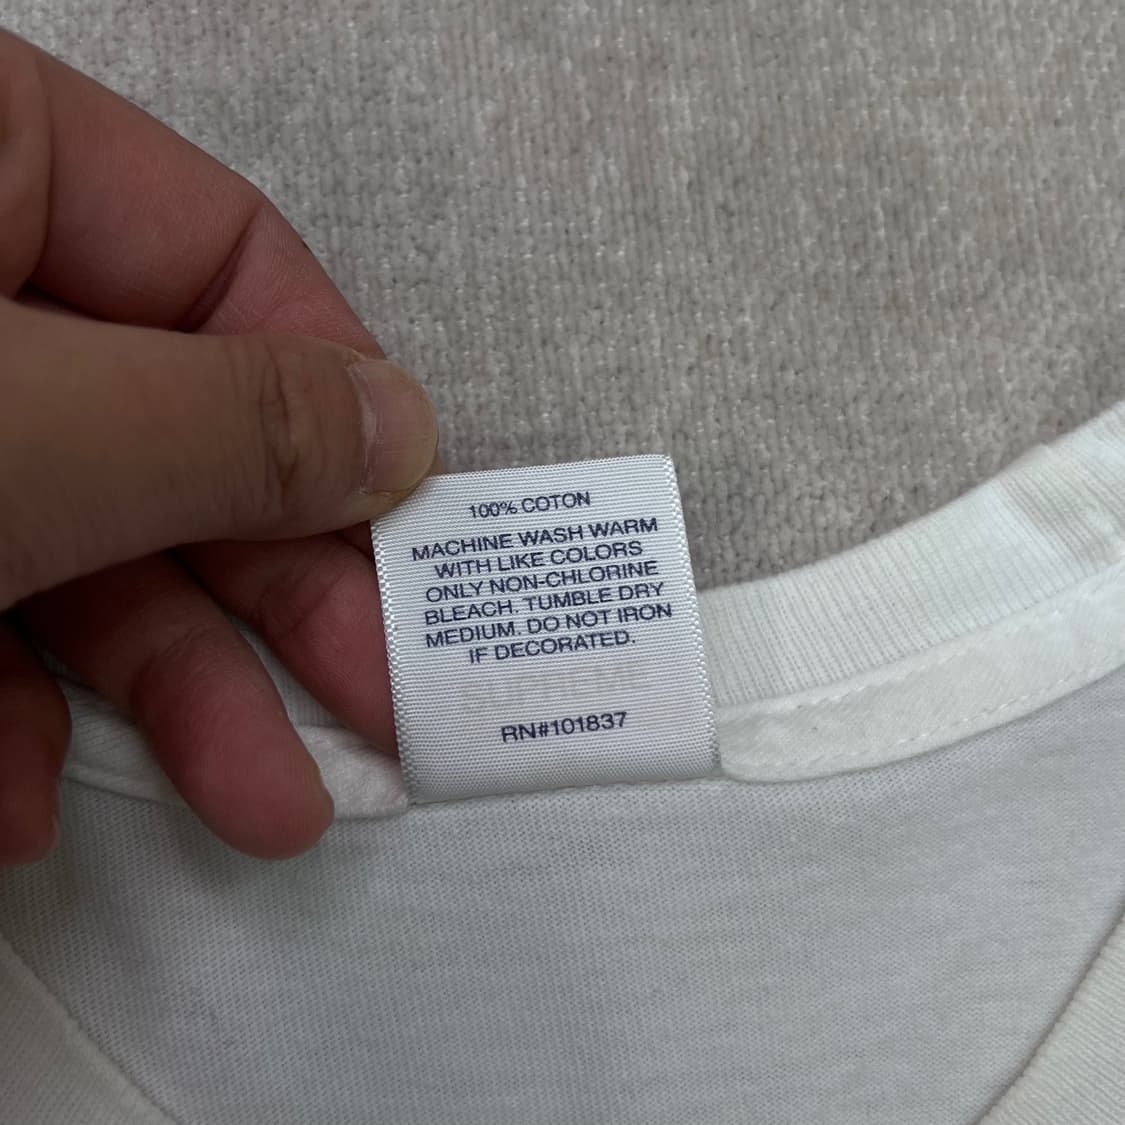 100% COTON
MACHINE WASH WARM
WITH LIKE COLORS
ONLY NON-CHLORINE
BLEACH. TUMBLE DRY
MEDIUM. DO NOT IRON
IF DECORATED.
SUPREME
RN#101837